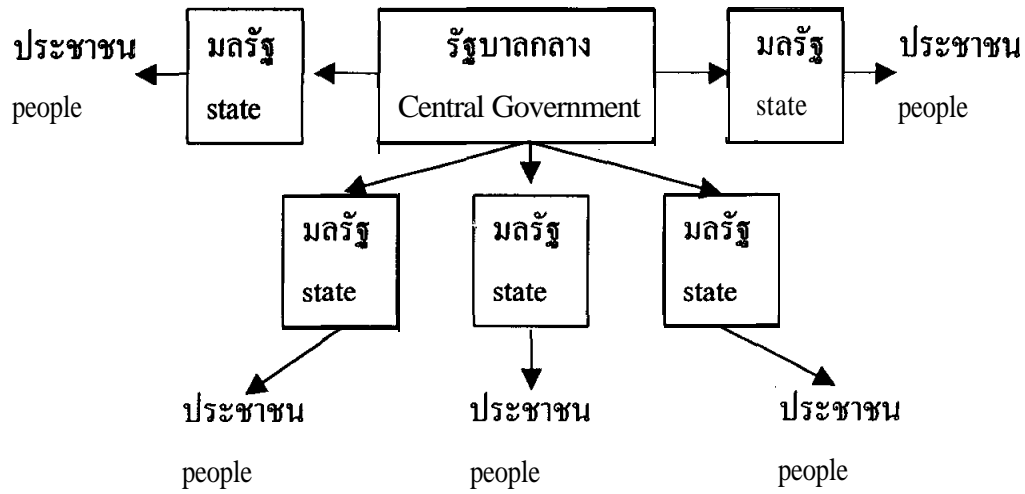 ประชาชน
people
มลรัฐ
state
รัฐบาลกลาง
Central Government
มลรัฐ
state
ประชาชน
people
มลรัฐ
state
มลรัฐ
state
มลรัฐ
state
ประชาชน
people
ประชาชน
people
ประชาชน
people